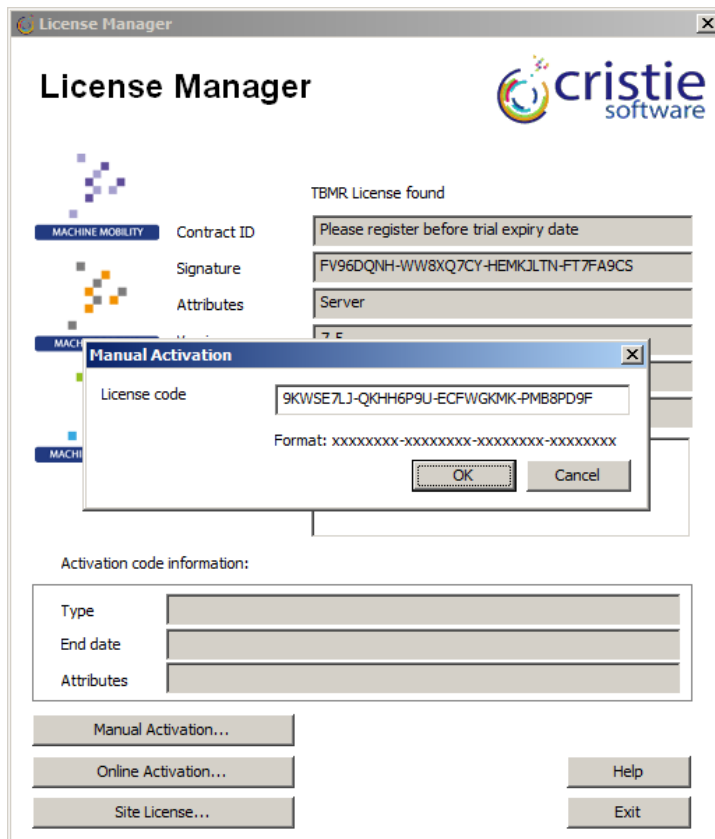 License Manager
License Manager
cristie
software
TBMR License found
MACHINE MOBILITY
Contract ID
Please register before trial expiry date
Signature
FV96DQNH-WW8XQ7CY-HEMKJLTN-FT7FA9CS
Attributes
Server
MACH
Manual Activation
License code
9KWSE7LJ-QKHH6P9U-ECFWGKMK-PMB8PD9F
Format: xxxxxxxx-xxxxxxxx-xxxxxxxx-xxxxxxxx
MACHI
OK
Cancel
Activation code information:
Type
End date
Attributes
Manual Activation...
Online Activation...
Help
Site License...
Exit